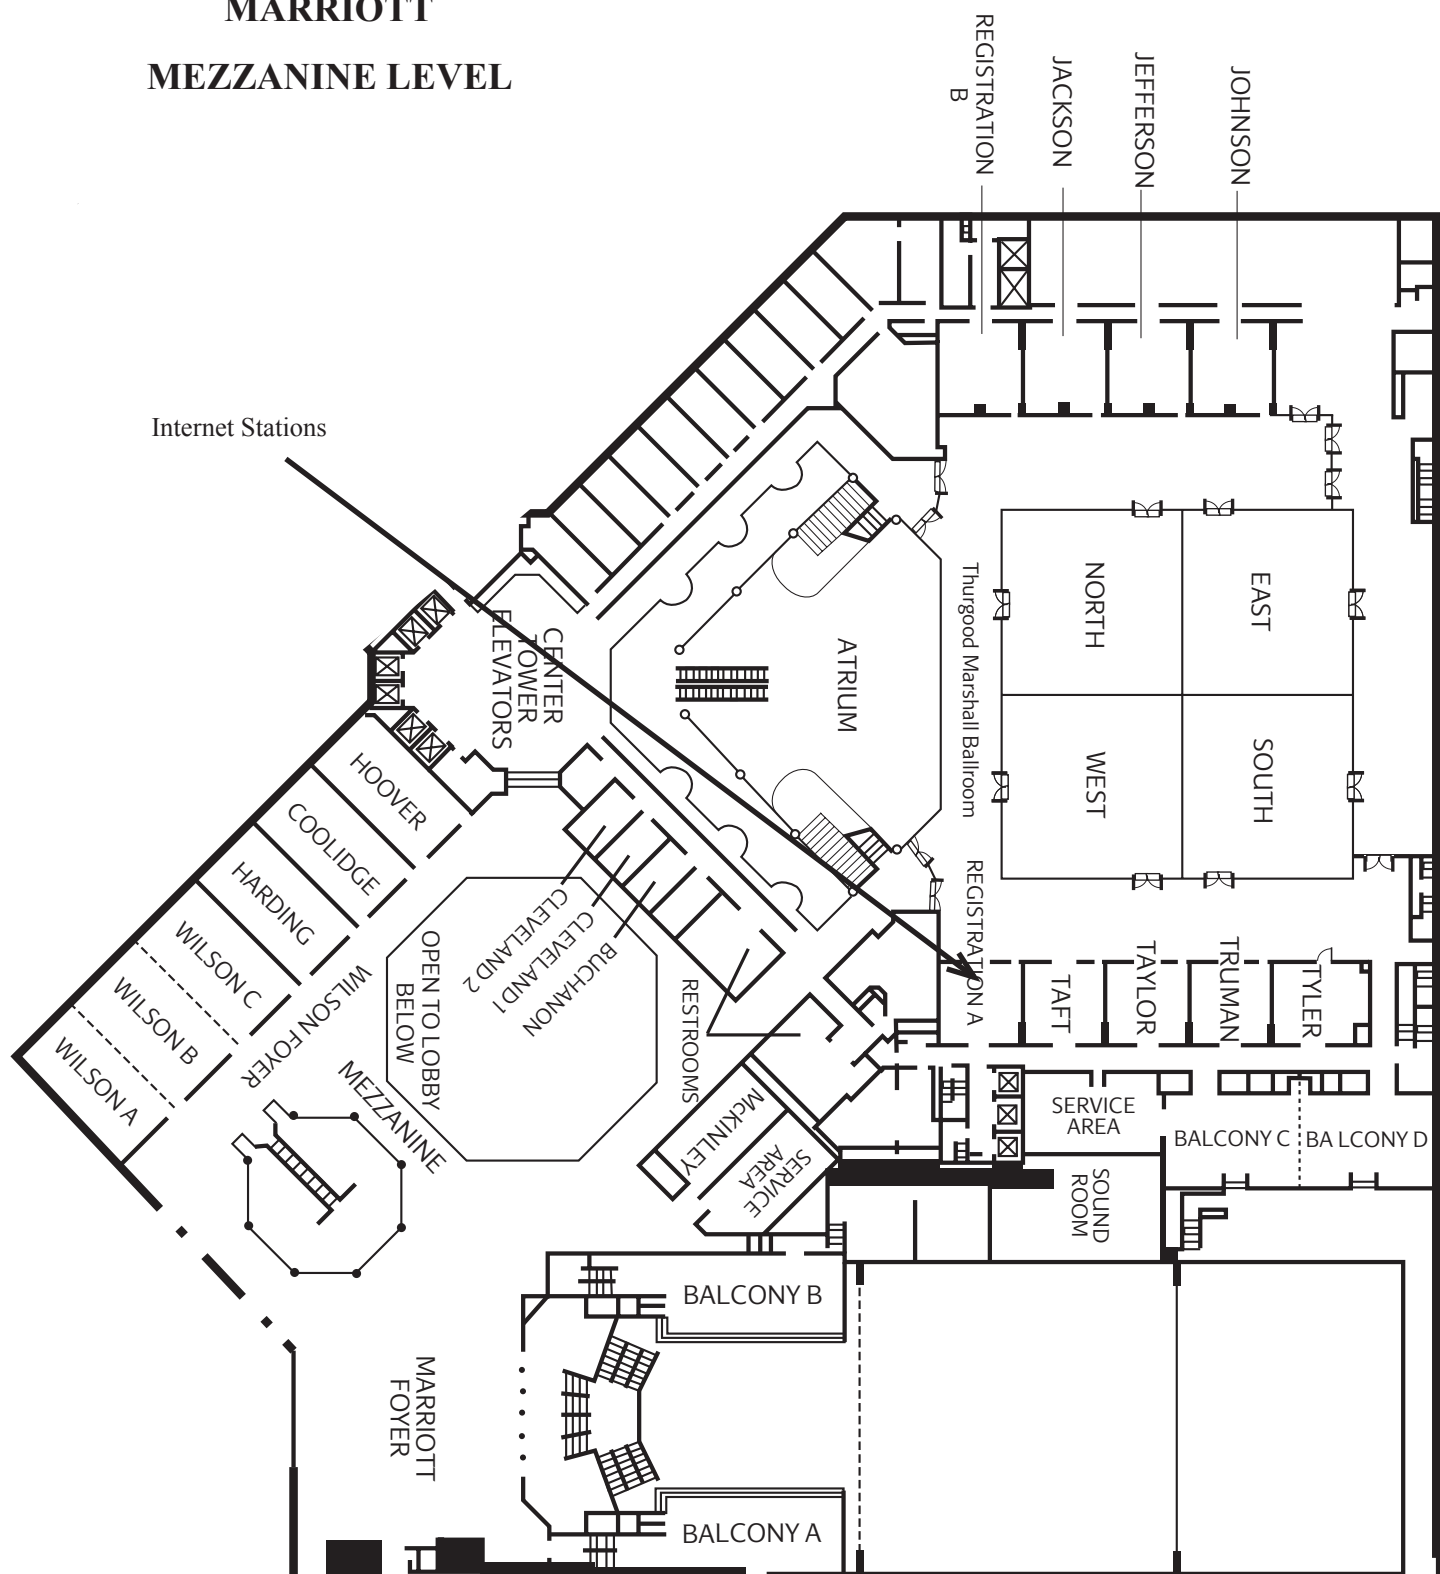 MARRIOTT
MEZZANINE LEVEL
REGISTRATION
B
JACKSON
JEFFERSON
JOHNSON
Internet Stations
CENTER
TOWER
ELEVATORS
ATRIUM
Thurgood Marshall Ballroom
NORTH
EAST
WEST
SOUTH
HOOVER
COOLIDGE
HARDING
WILSON C
WILSON B
WILSON A
WILSON FOYER
OPEN TO LOBBY
BELOW
CLEVELAND 2
CLEVELAND 1
BUCHANON
RESTROOMS
REGISTRATION A
TAFT
TAYLOR
TRUMAN
TYLER
MEZZANINE
McKINLEY
SERVICE
AREA
SERVICE
AREA
BALCONY C
BA LCONY D
SOUND
ROOM
BALCONY B
MARRIOTT
FOYER
BALCONY A